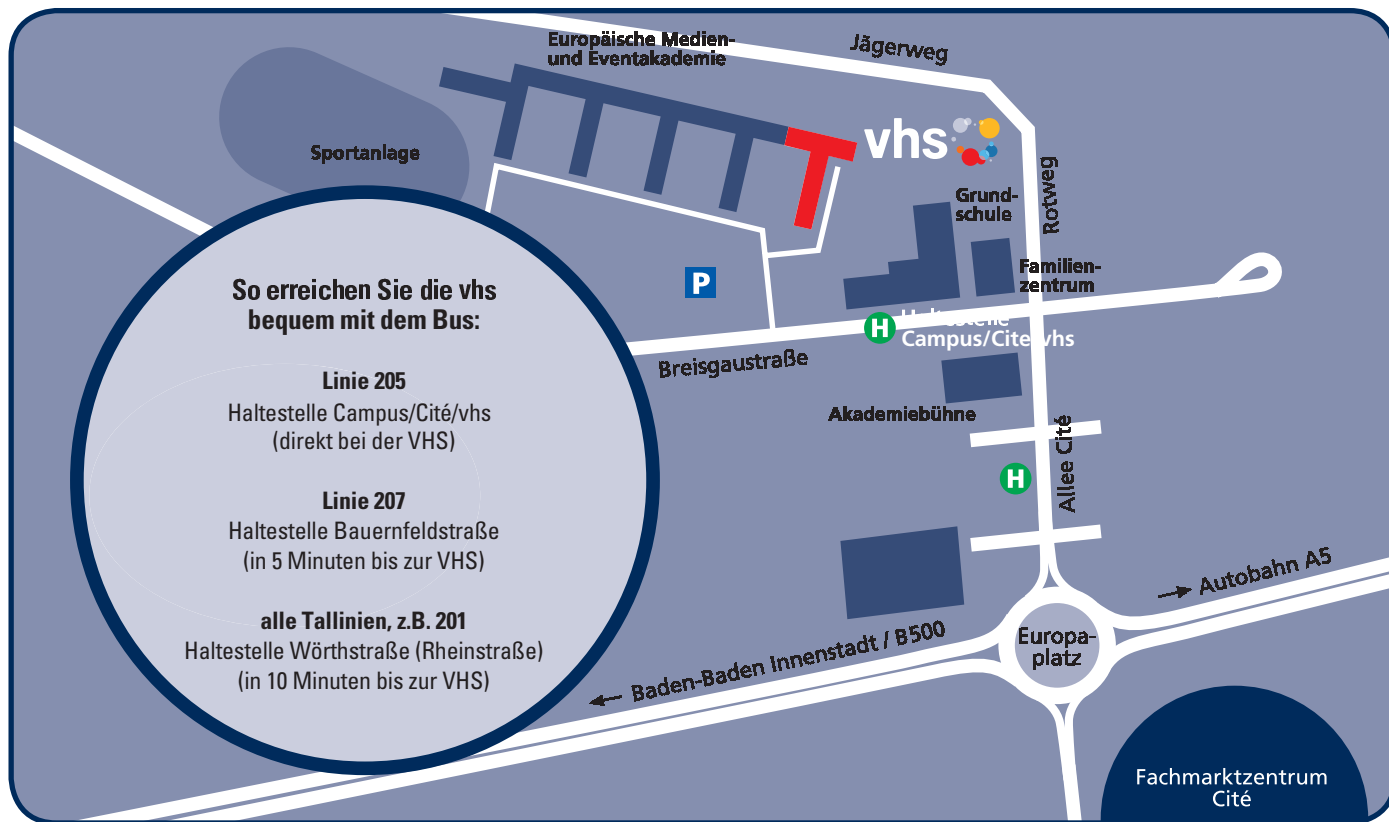 Europäische Medien-
und Eventakademie
Jägerweg
vhs
Sportanlage
Grund-
schule
Rotweg
Familien-
zentrum
P
H
Haltestelle
Campus/Cite/vhs
Breisgaustraße
Akademiebühne
Allee Cité
H
So erreichen Sie die vhs
bequem mit dem Bus:
Linie 205
Haltestelle Campus/Cité/vhs
(direkt bei der VHS)
Linie 207
Haltestelle Bauernfeldstraße
(in 5 Minuten bis zur VHS)
alle Tallinien, z.B. 201
Haltestelle Wörthstraße (Rheinstraße)
(in 10 Minuten bis zur VHS)
Autobahn A5
Europa-
platz
Baden-Baden Innenstadt / B500
Fachmarktzentrum
Cité